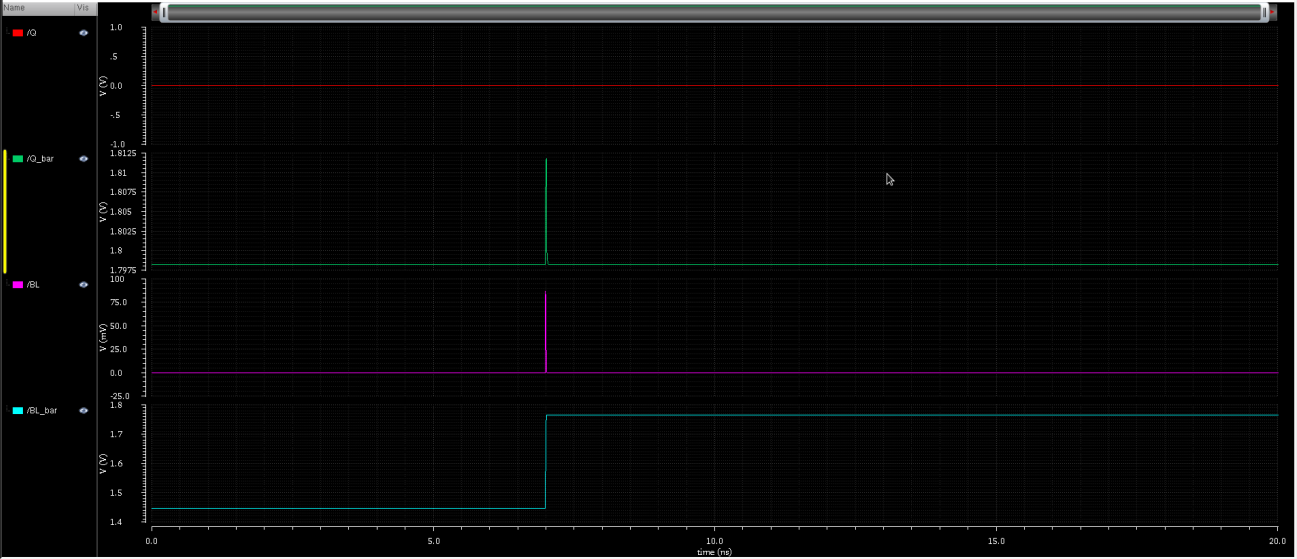 Name Vis
/Q
1.0
.5
0.0
-.5
-1.0
V (V)
/Q_bar
1.8125
1.81
1.8075
1.805
1.8025
1.8
1.7975
V (V)
/BL
100
75.0
50.0
25.0
0.0
-25.0
V (mV)
/BL_bar
1.8
1.7
1.6
1.5
1.4
V (V)
0.0 5.0 10.0 15.0 20.0
time (ns)